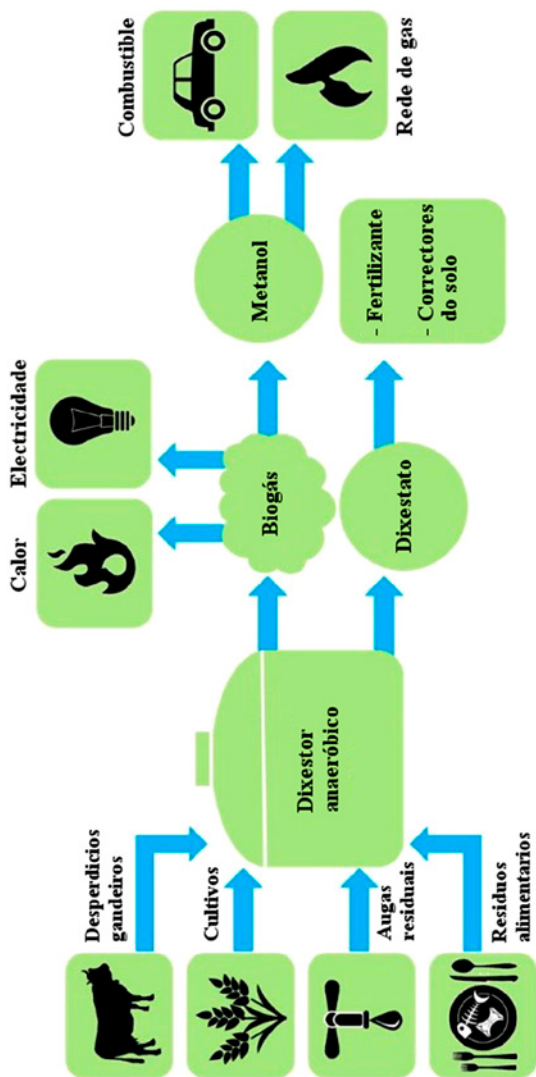 Desperdicios
gandeiros
Cultivos
Augas
residuais
Residuos
alimentarios
Dixestor
anaeróbico
Calor
Electricidade
Biogás
Dixestato
Metanol
- Fertilizante
- Correctores
do solo
Combustible
Rede de gas